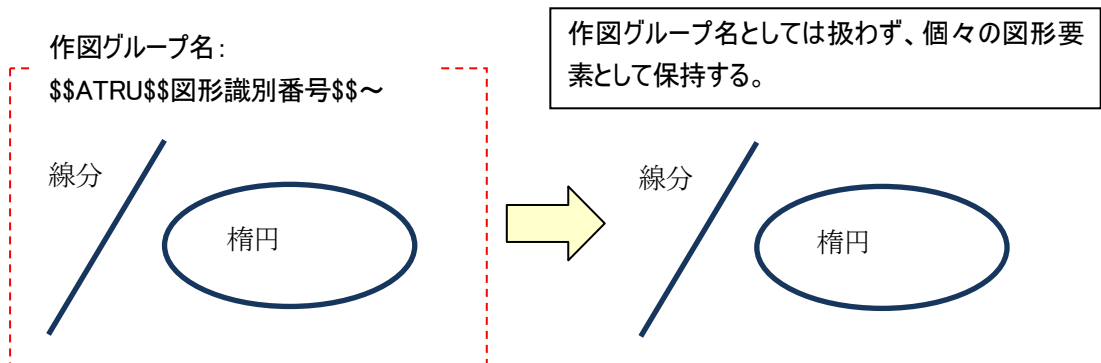 作図グループ名：
$$ATRU$$図形識別番号$$～
線分
楕円
作図グループ名としては扱わず、個々の図形要
素として保持する。
線分
楕円